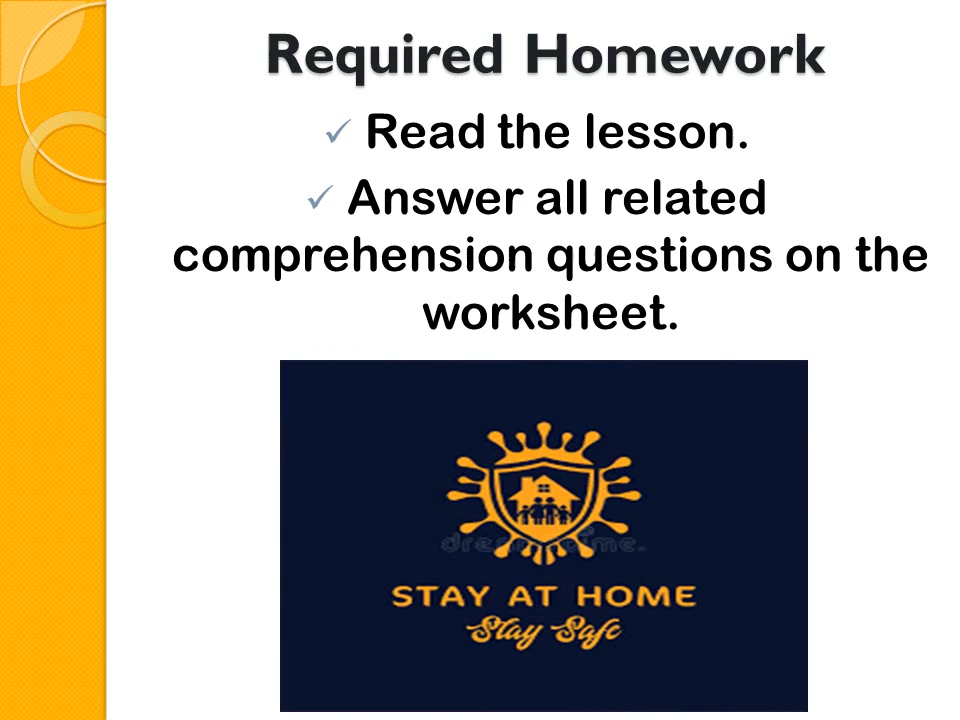 Required Homework
✓ Read the lesson.
✓ Answer all related
comprehension questions on the
worksheet.
STAY AT HOME
Stay Safe